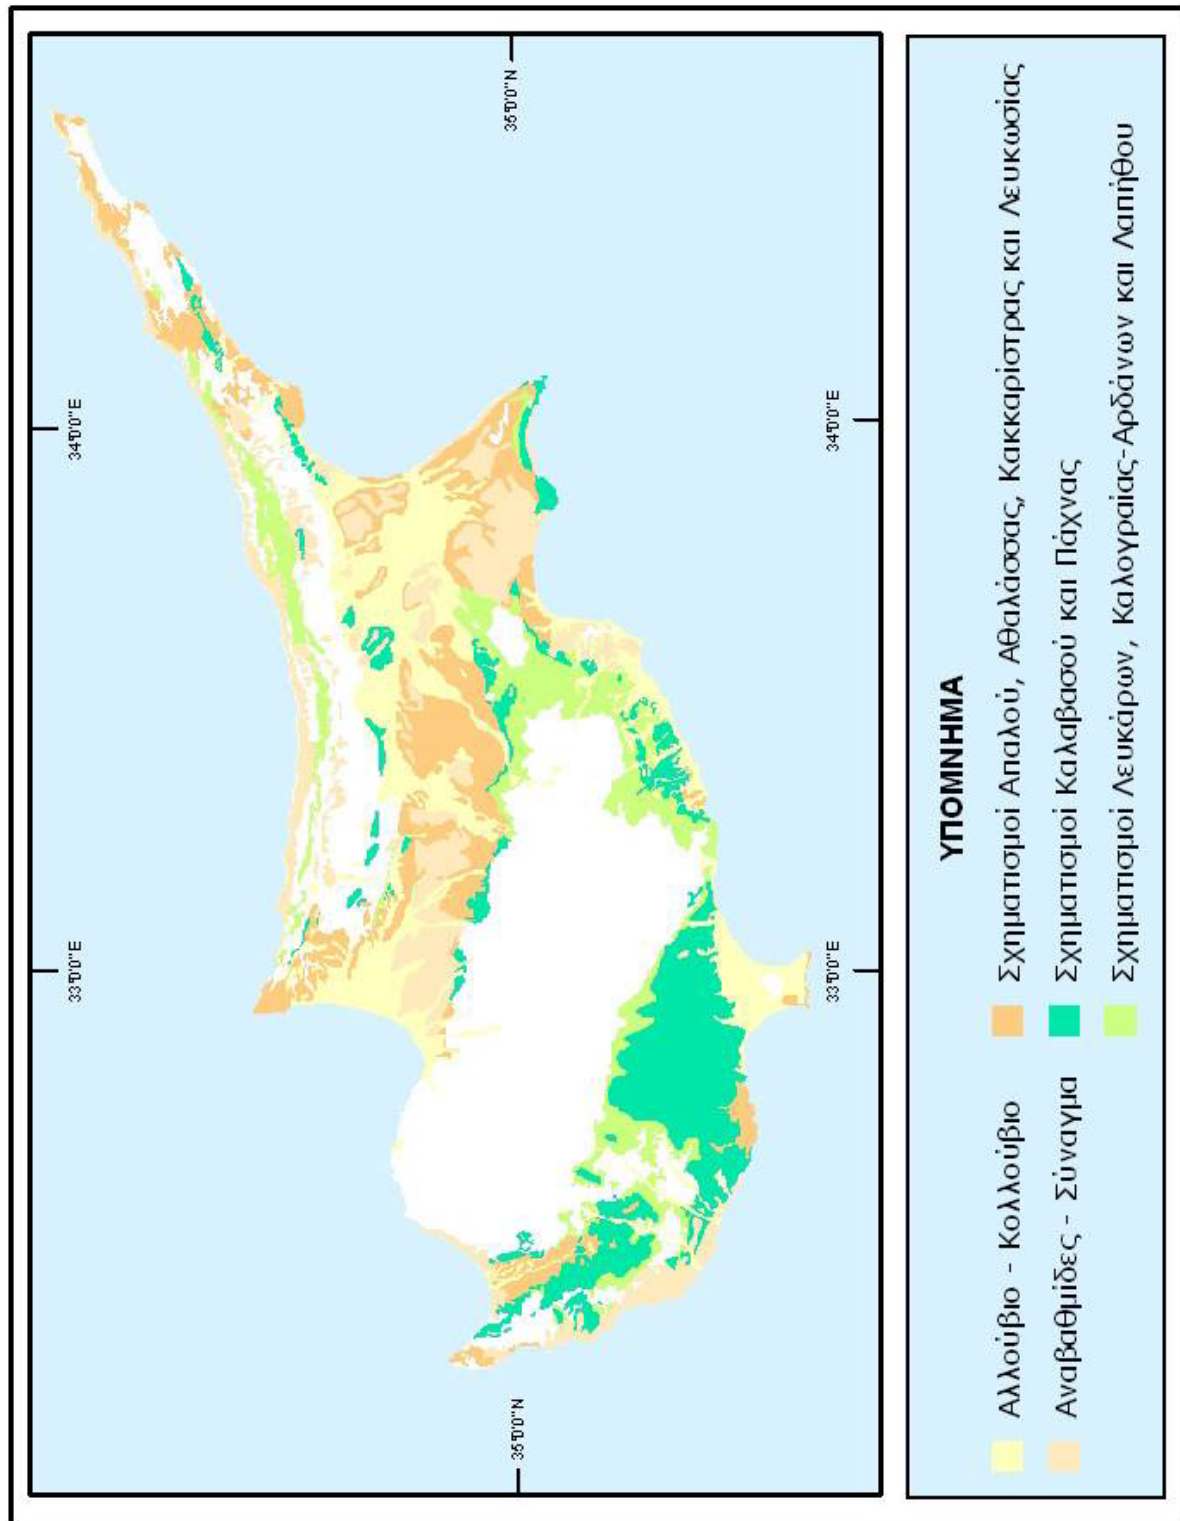 33°0'0"E
34°0'0"E
35°0'0"N
35°0'0"N
33°0'0"E
34°0'0"E
ΥΠΟΜΝΗΜΑ
Αλλούβιο - Κολλούβιο
Αναβαθμίδες - Σύναγμα
Σχηματισμοί Απαλού, Αθαλάσσας, Κακκαρίστρας και Λευκωσίας
Σχηματισμοί Καλαβασού και Πάχνας
Σχηματισμοί Λευκάρων, Καλογραίας-Αρδάνων και Λαπήθου